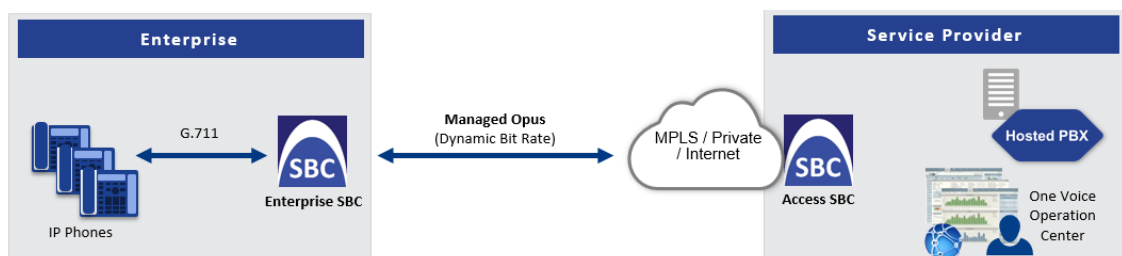 Enterprise
Service Provider
G.711
SBC
Enterprise SBC
IP Phones
Managed Opus
(Dynamic Bit Rate)
MPLS / Private
/ Internet
SBC
Access SBC
Hosted PBX
One Voice
Operation
Center